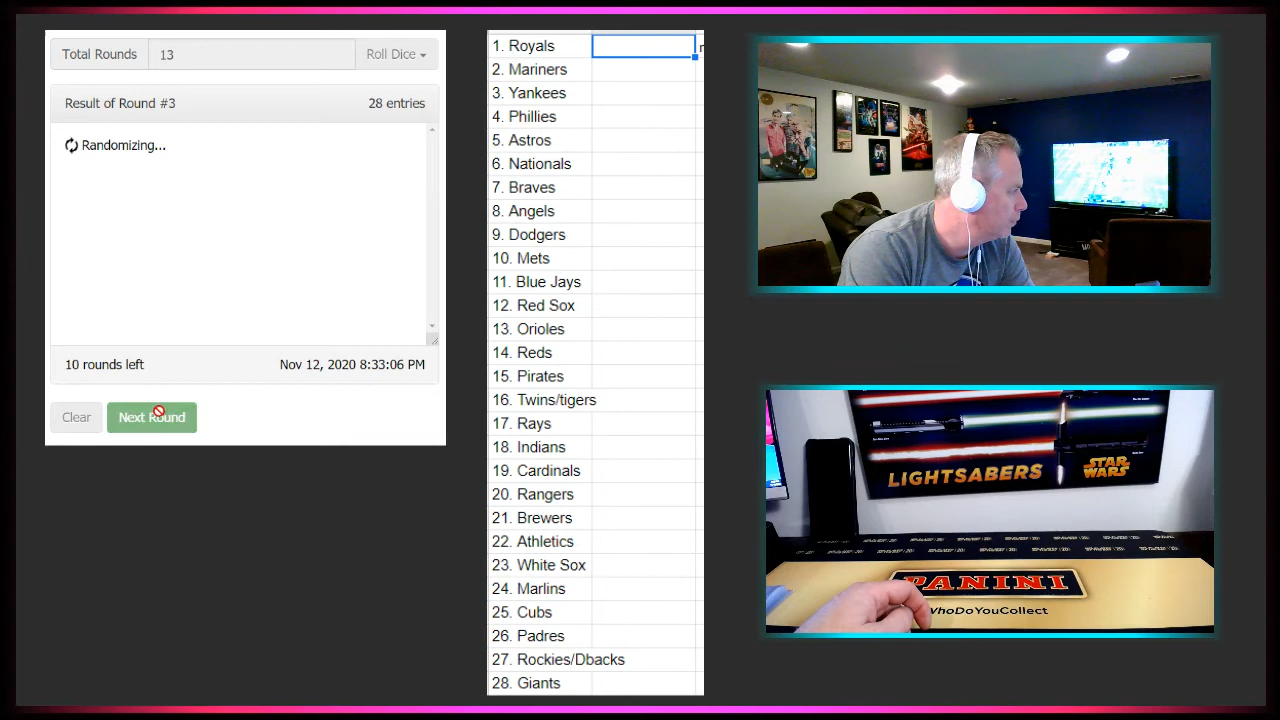 Total Rounds 13 Roll Dice
Result of Round #3 28 entries
Randomizing...
10 rounds left Nov 12, 2020 8:33:06 PM
Clear Next Round
1. Royals
2. Mariners
3. Yankees
4. Phillies
5. Astros
6. Nationals
7. Braves
8. Angels
9. Dodgers
10. Mets
11. Blue Jays
12. Red Sox
13. Orioles
14. Reds
15. Pirates
16. Twins/tigers
17. Rays
18. Indians
19. Cardinals
20. Rangers
21. Brewers
22. Athletics
23. White Sox
24. Marlins
25. Cubs
26. Padres
27. Rockies/Dbacks
28. Giants
LIGHTSABERS
STAR
WARS
PANINI
WhoDoYouCollect